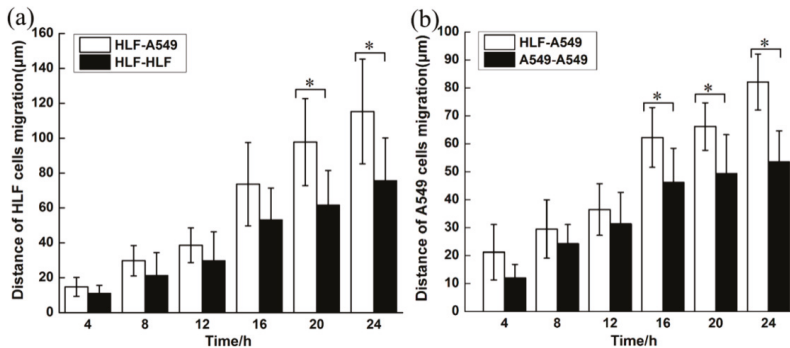 (a)
Distance of HLF cells migration(μm)
160
140
120
100
80
60
40
20
0
HLF-A549
HLF-HLF
*
*
4 8 12 16 20 24
Time/h
(b)
Distance of A549 cells migration(μm)
100
90
80
70
60
50
40
30
20
10
0
HLF-A549
A549-A549
*
*
*
4 8 12 16 20 24
Time/h